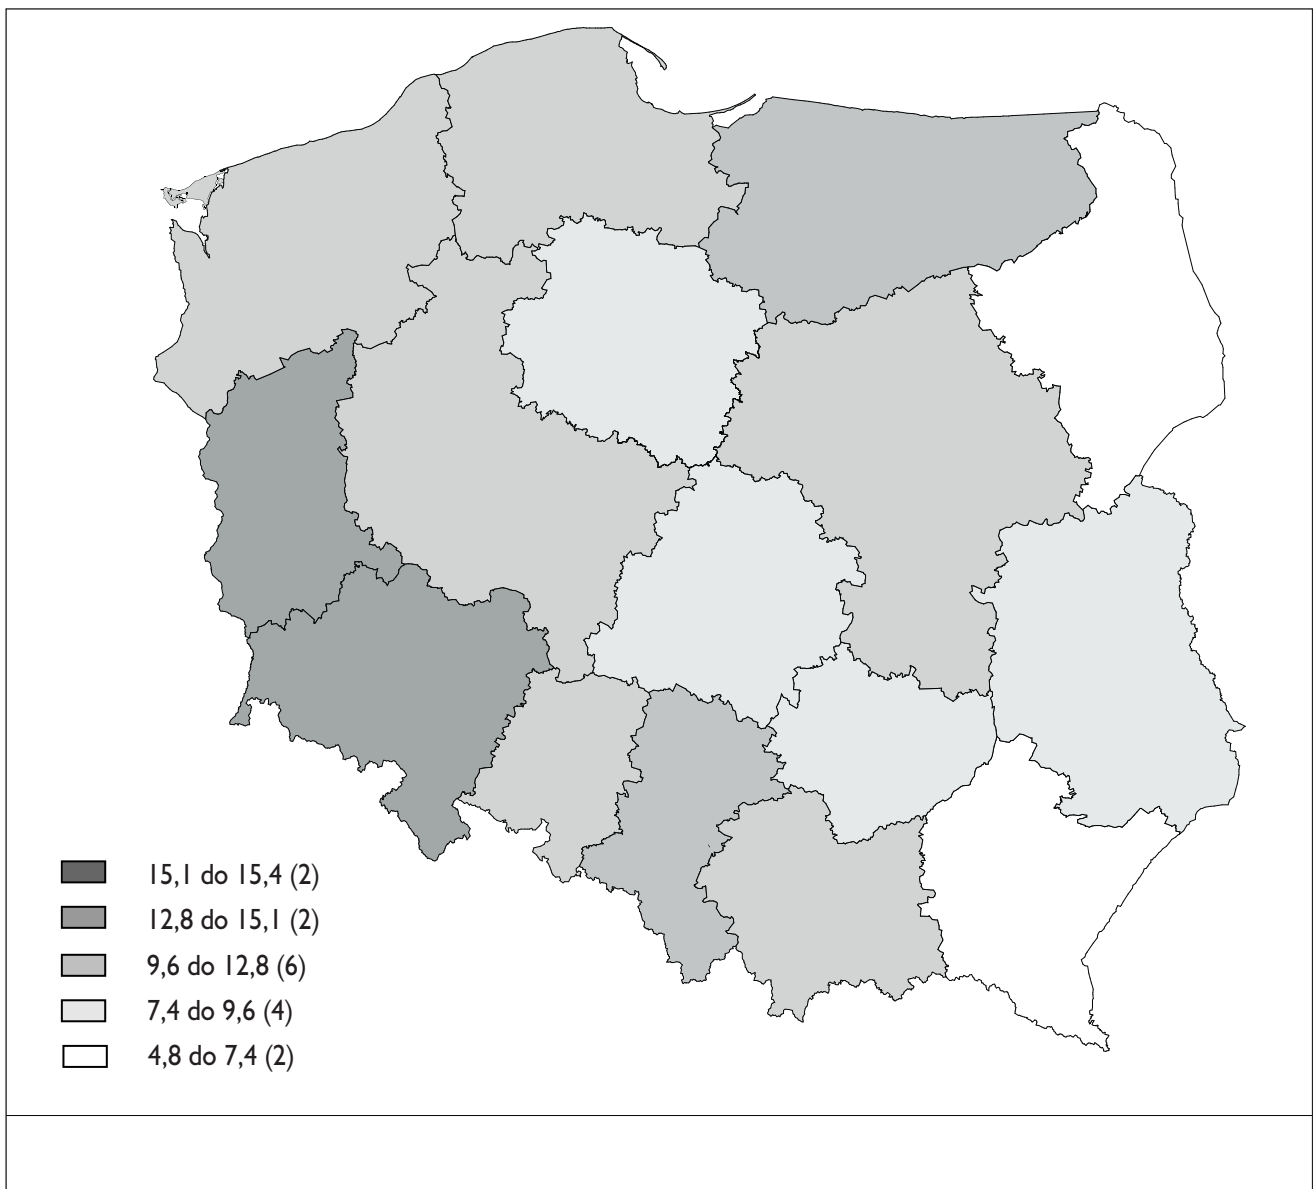 15,1 do 15,4 (2)
12,8 do 15,1 (2)
9,6 do 12,8 (6)
7,4 do 9,6 (4)
4,8 do 7,4 (2)